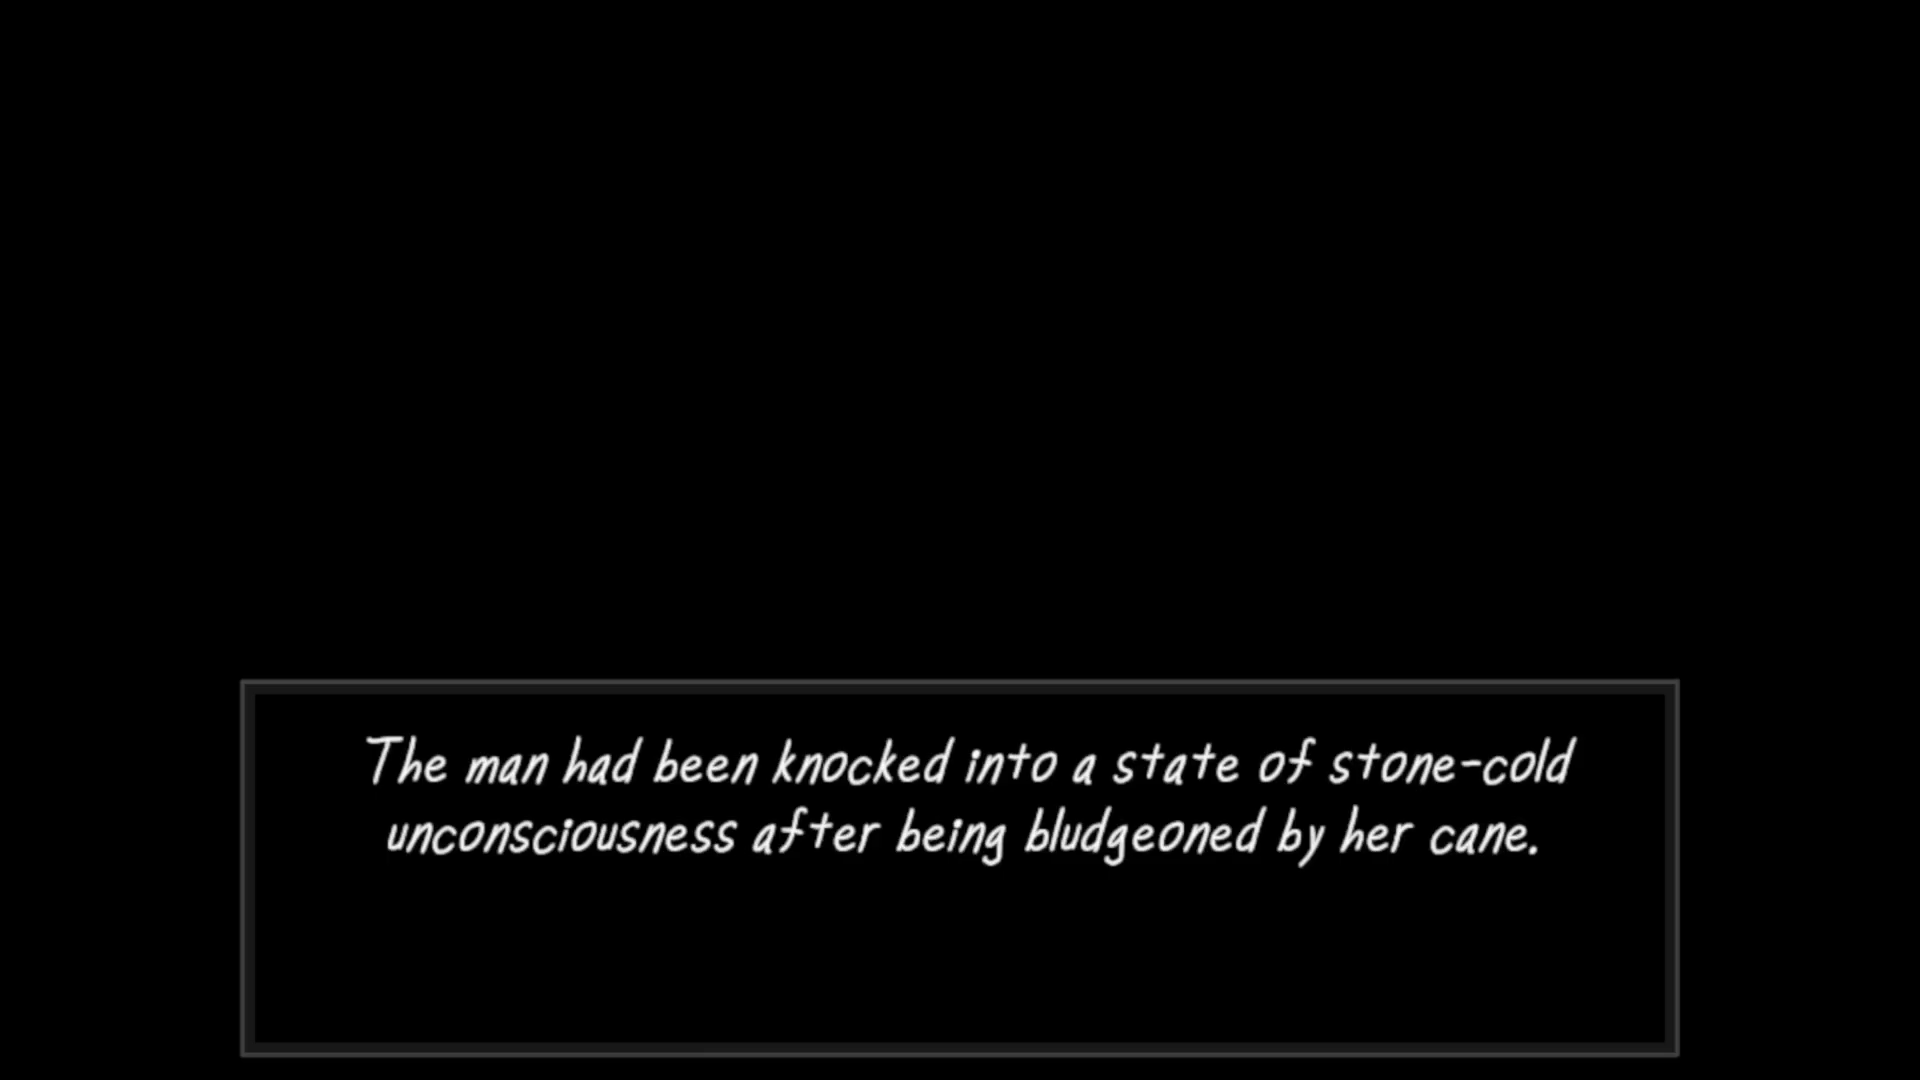 The man had been knocked into a state of stone-cold
unconsciousness after being bludgeoned by her cane.